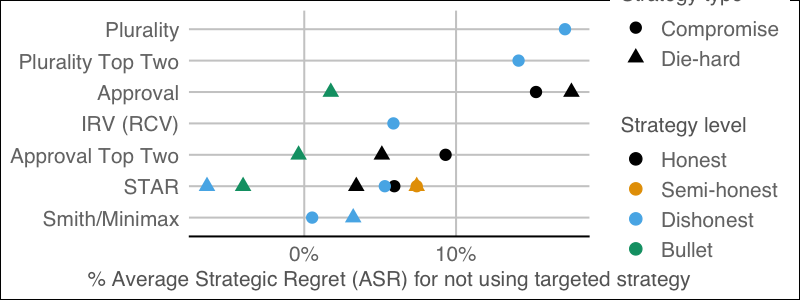 Strategy type
Compromise
Die-hard
Strategy level
Honest
Semi-honest
Dishonest
Bullet
Plurality
Plurality Top Two
Approval
IRV (RCV)
Approval Top Two
STAR
Smith/Minimax
0%
10%
% Average Strategic Regret (ASR) for not using targeted strategy